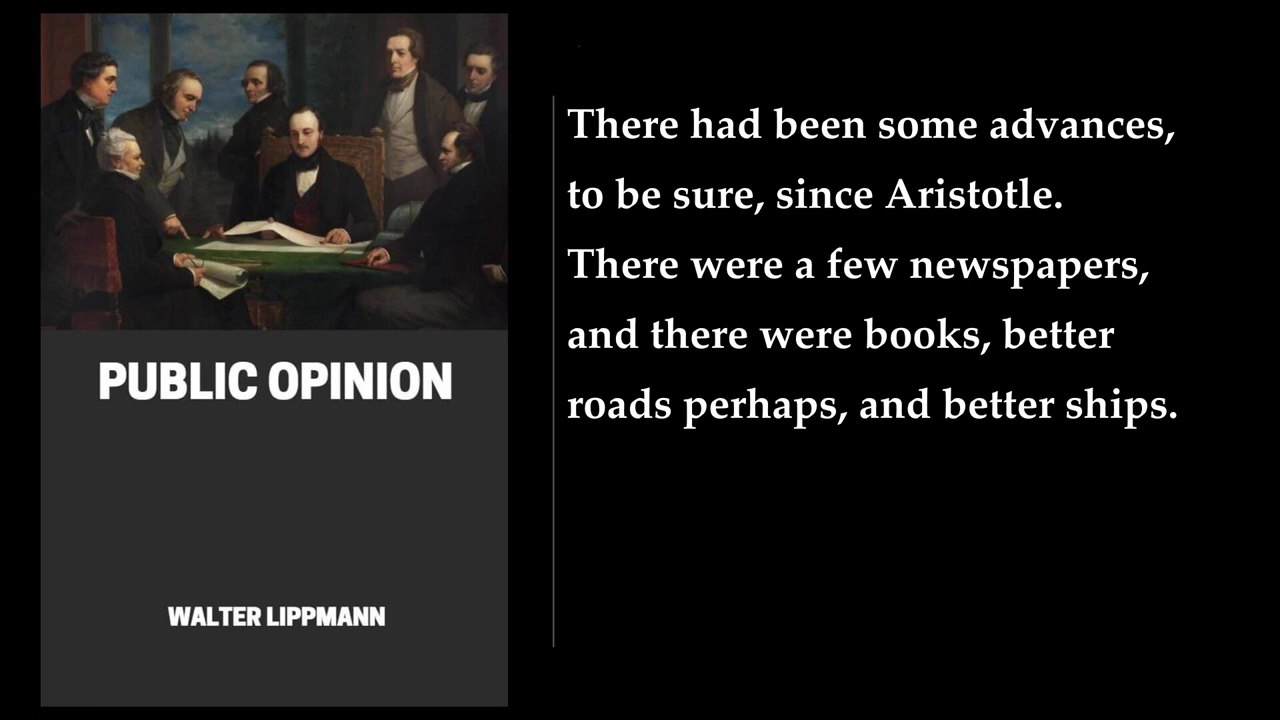 PUBLIC OPINION
WALTER LIPPMANN
There had been some advances,
to be sure, since Aristotle.
There were a few newspapers,
and there were books, better
roads perhaps, and better ships.